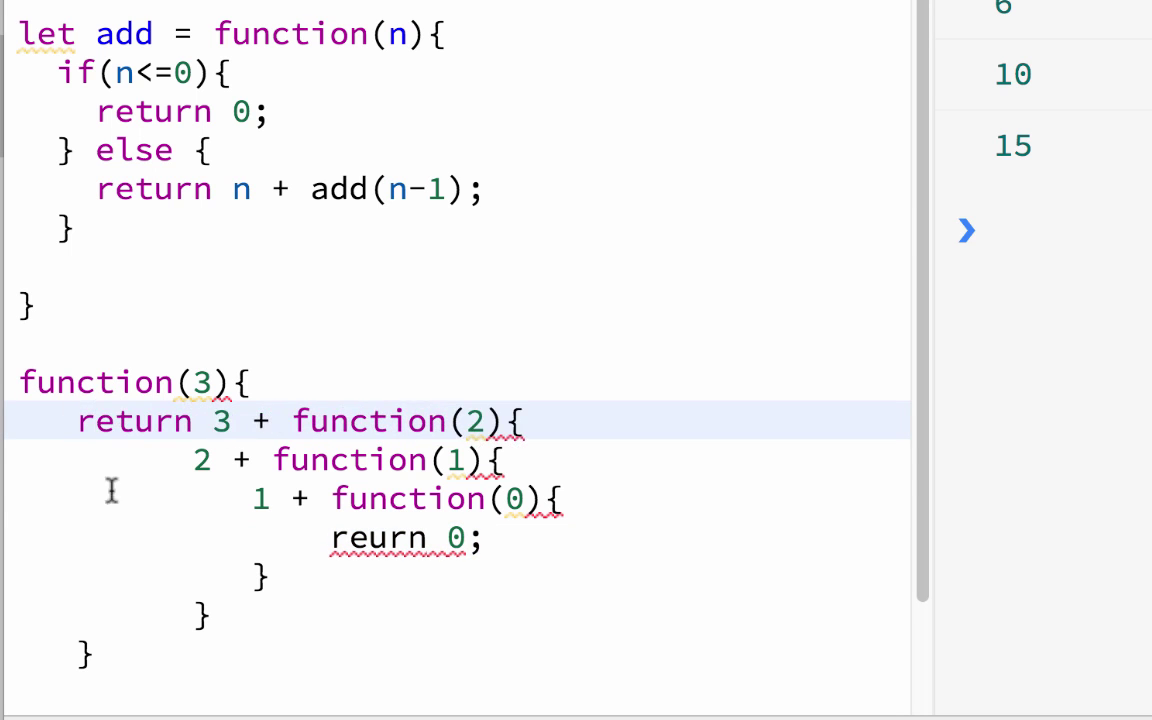 let add = function(n){
if(n<=0){
return 0;
} else {
return n + add(n-1);
}
}
function(3){
return 3 + function(2){
2 + function(1){
1 + function(0){
reurn 0;
}
}
}
6
10
15
❯